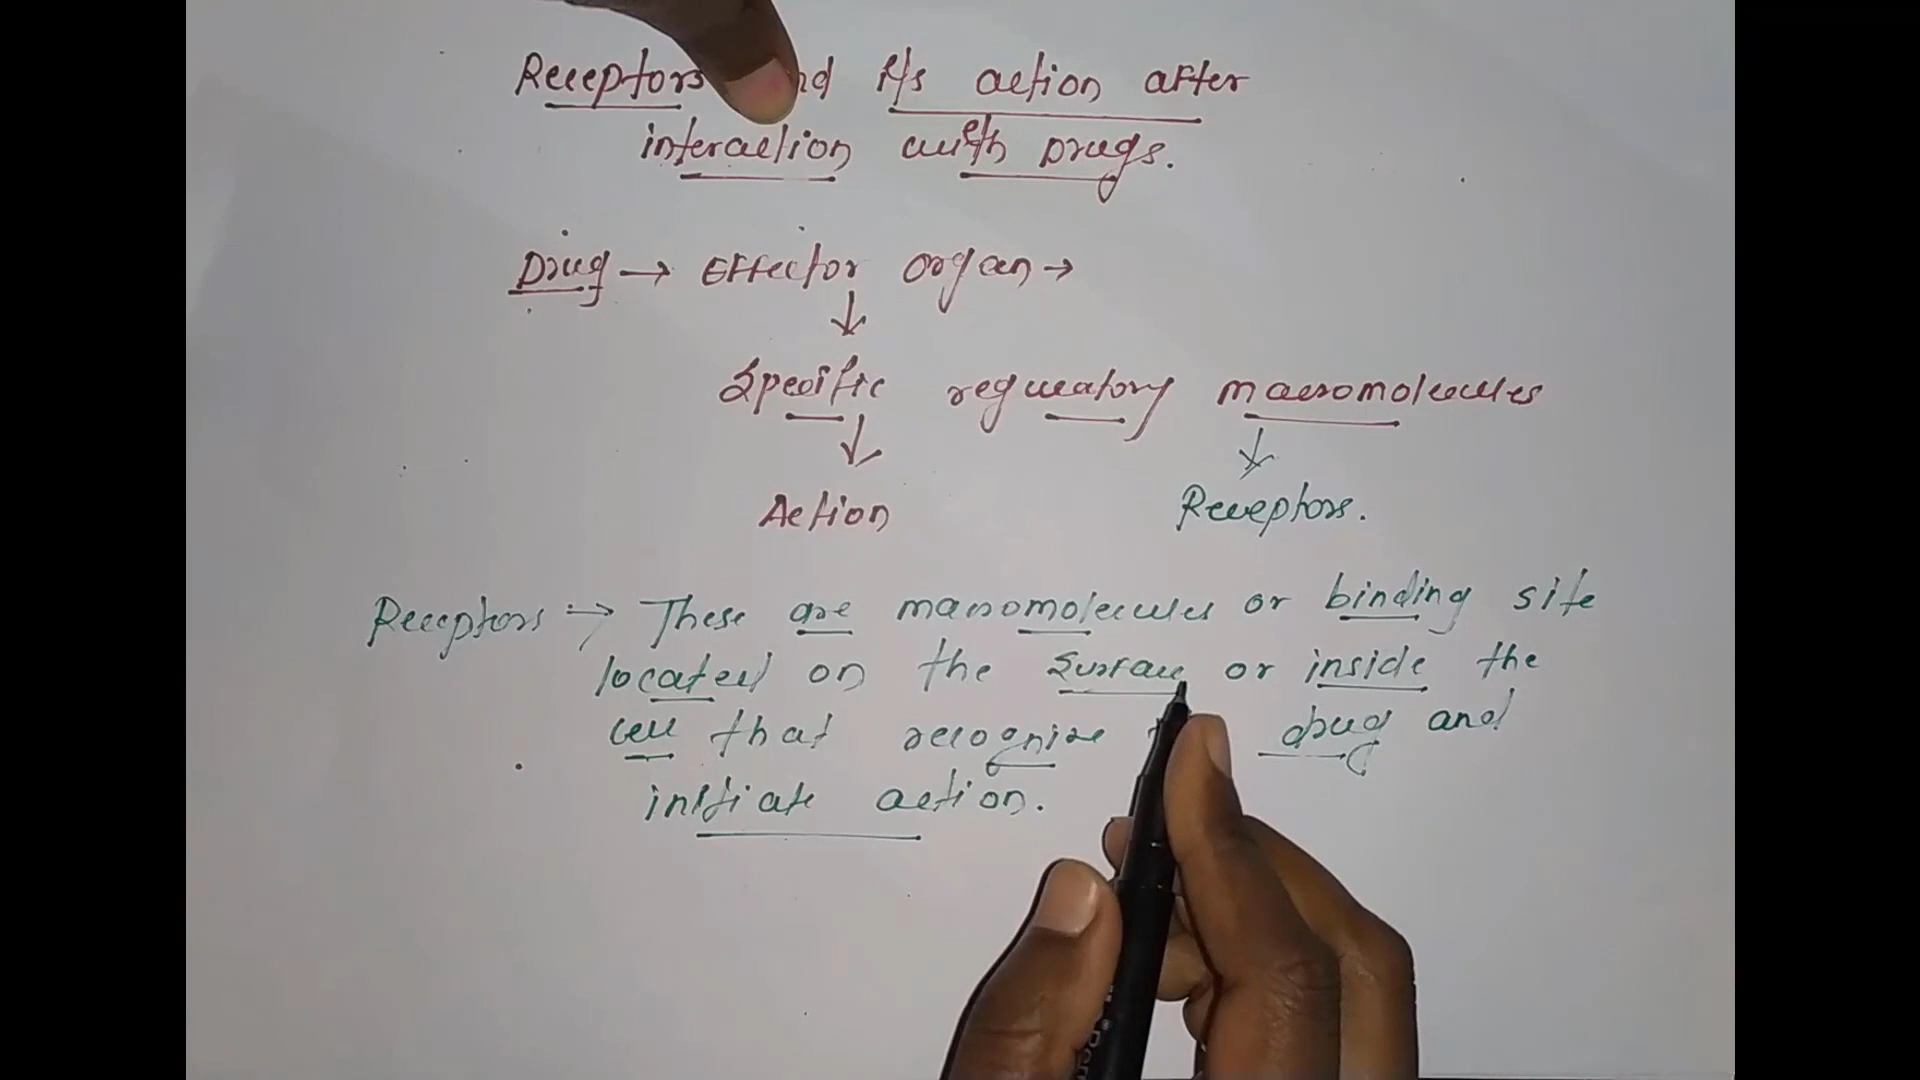 Receptors and its action after
interaction with Drugs.
Drug → Effector organ →
↓
Specific regulatory macromolecules
↓ ↓
Action Receptors.
Receptors → These are macromolecules or binding site
located on the surface or inside the
cell that recognize drug and
initiate action.